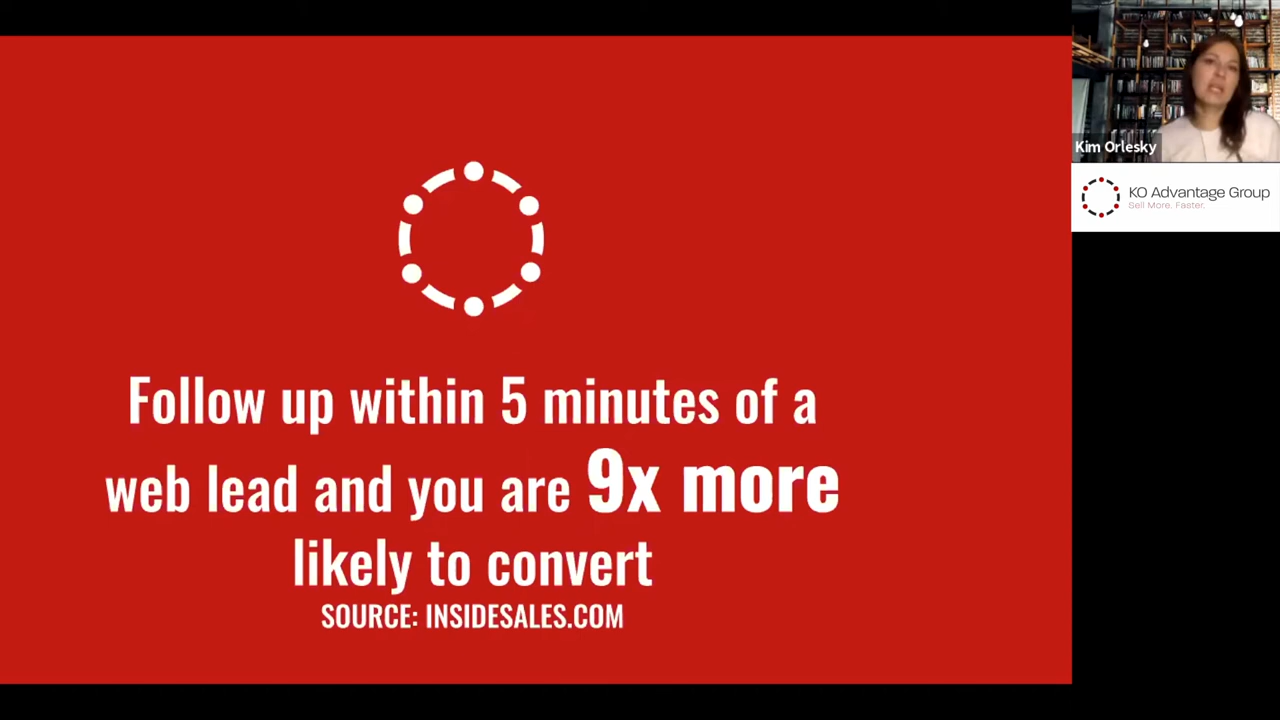 Follow up within 5 minutes of a
web lead and you are 9x more
likely to convert
SOURCE: INSIDESALES.COM
Kim Orlesky
KO Advantage Group
Sell More. Faster.